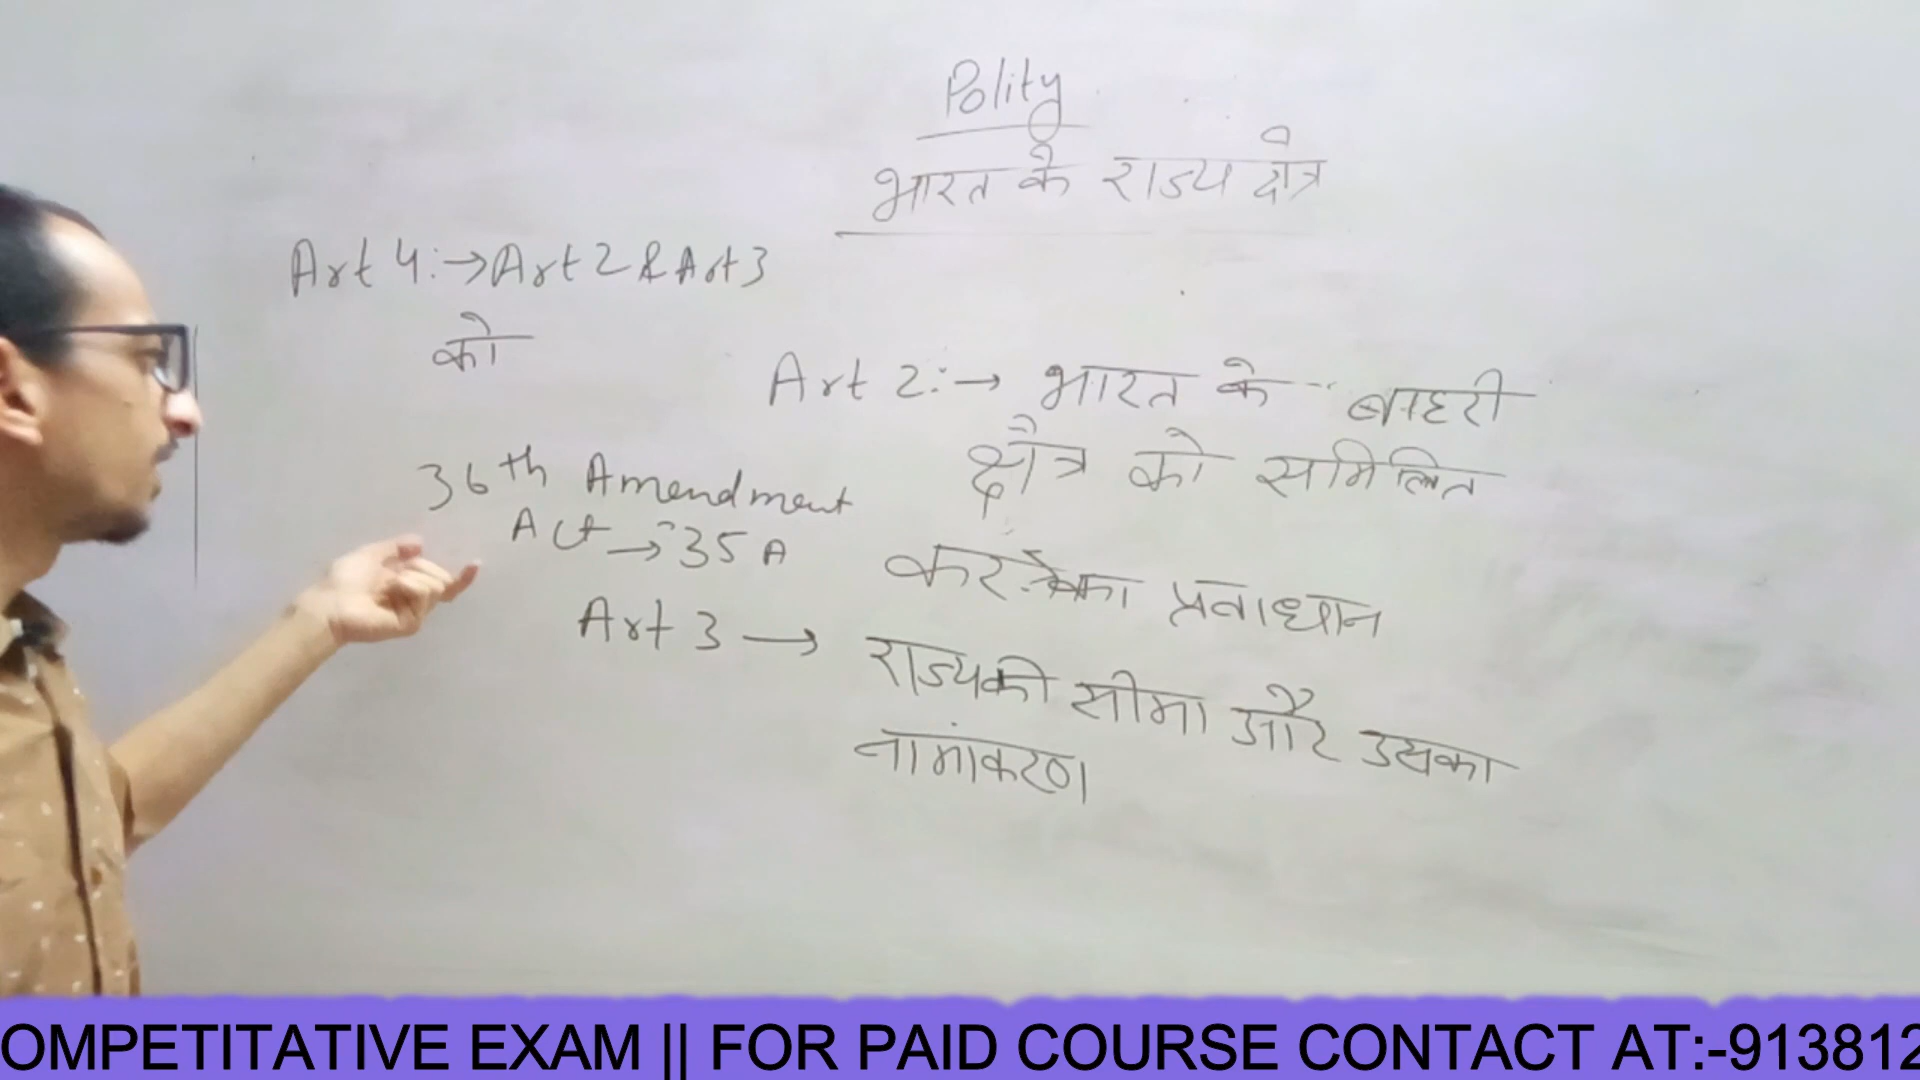 Polity
भारत के राज्य क्षेत्र
Art 4:→Art 2 & Art 3
को
Art 2:→ भारत के बाहरी
क्षेत्र को समिलित
करने का प्रवाधान
36th Amendment
Act → 35A
Art 3 → राज्य की सीमा और उसका
नामांकरण
OMPETITATIVE EXAM || FOR PAID COURSE CONTACT AT:-913812